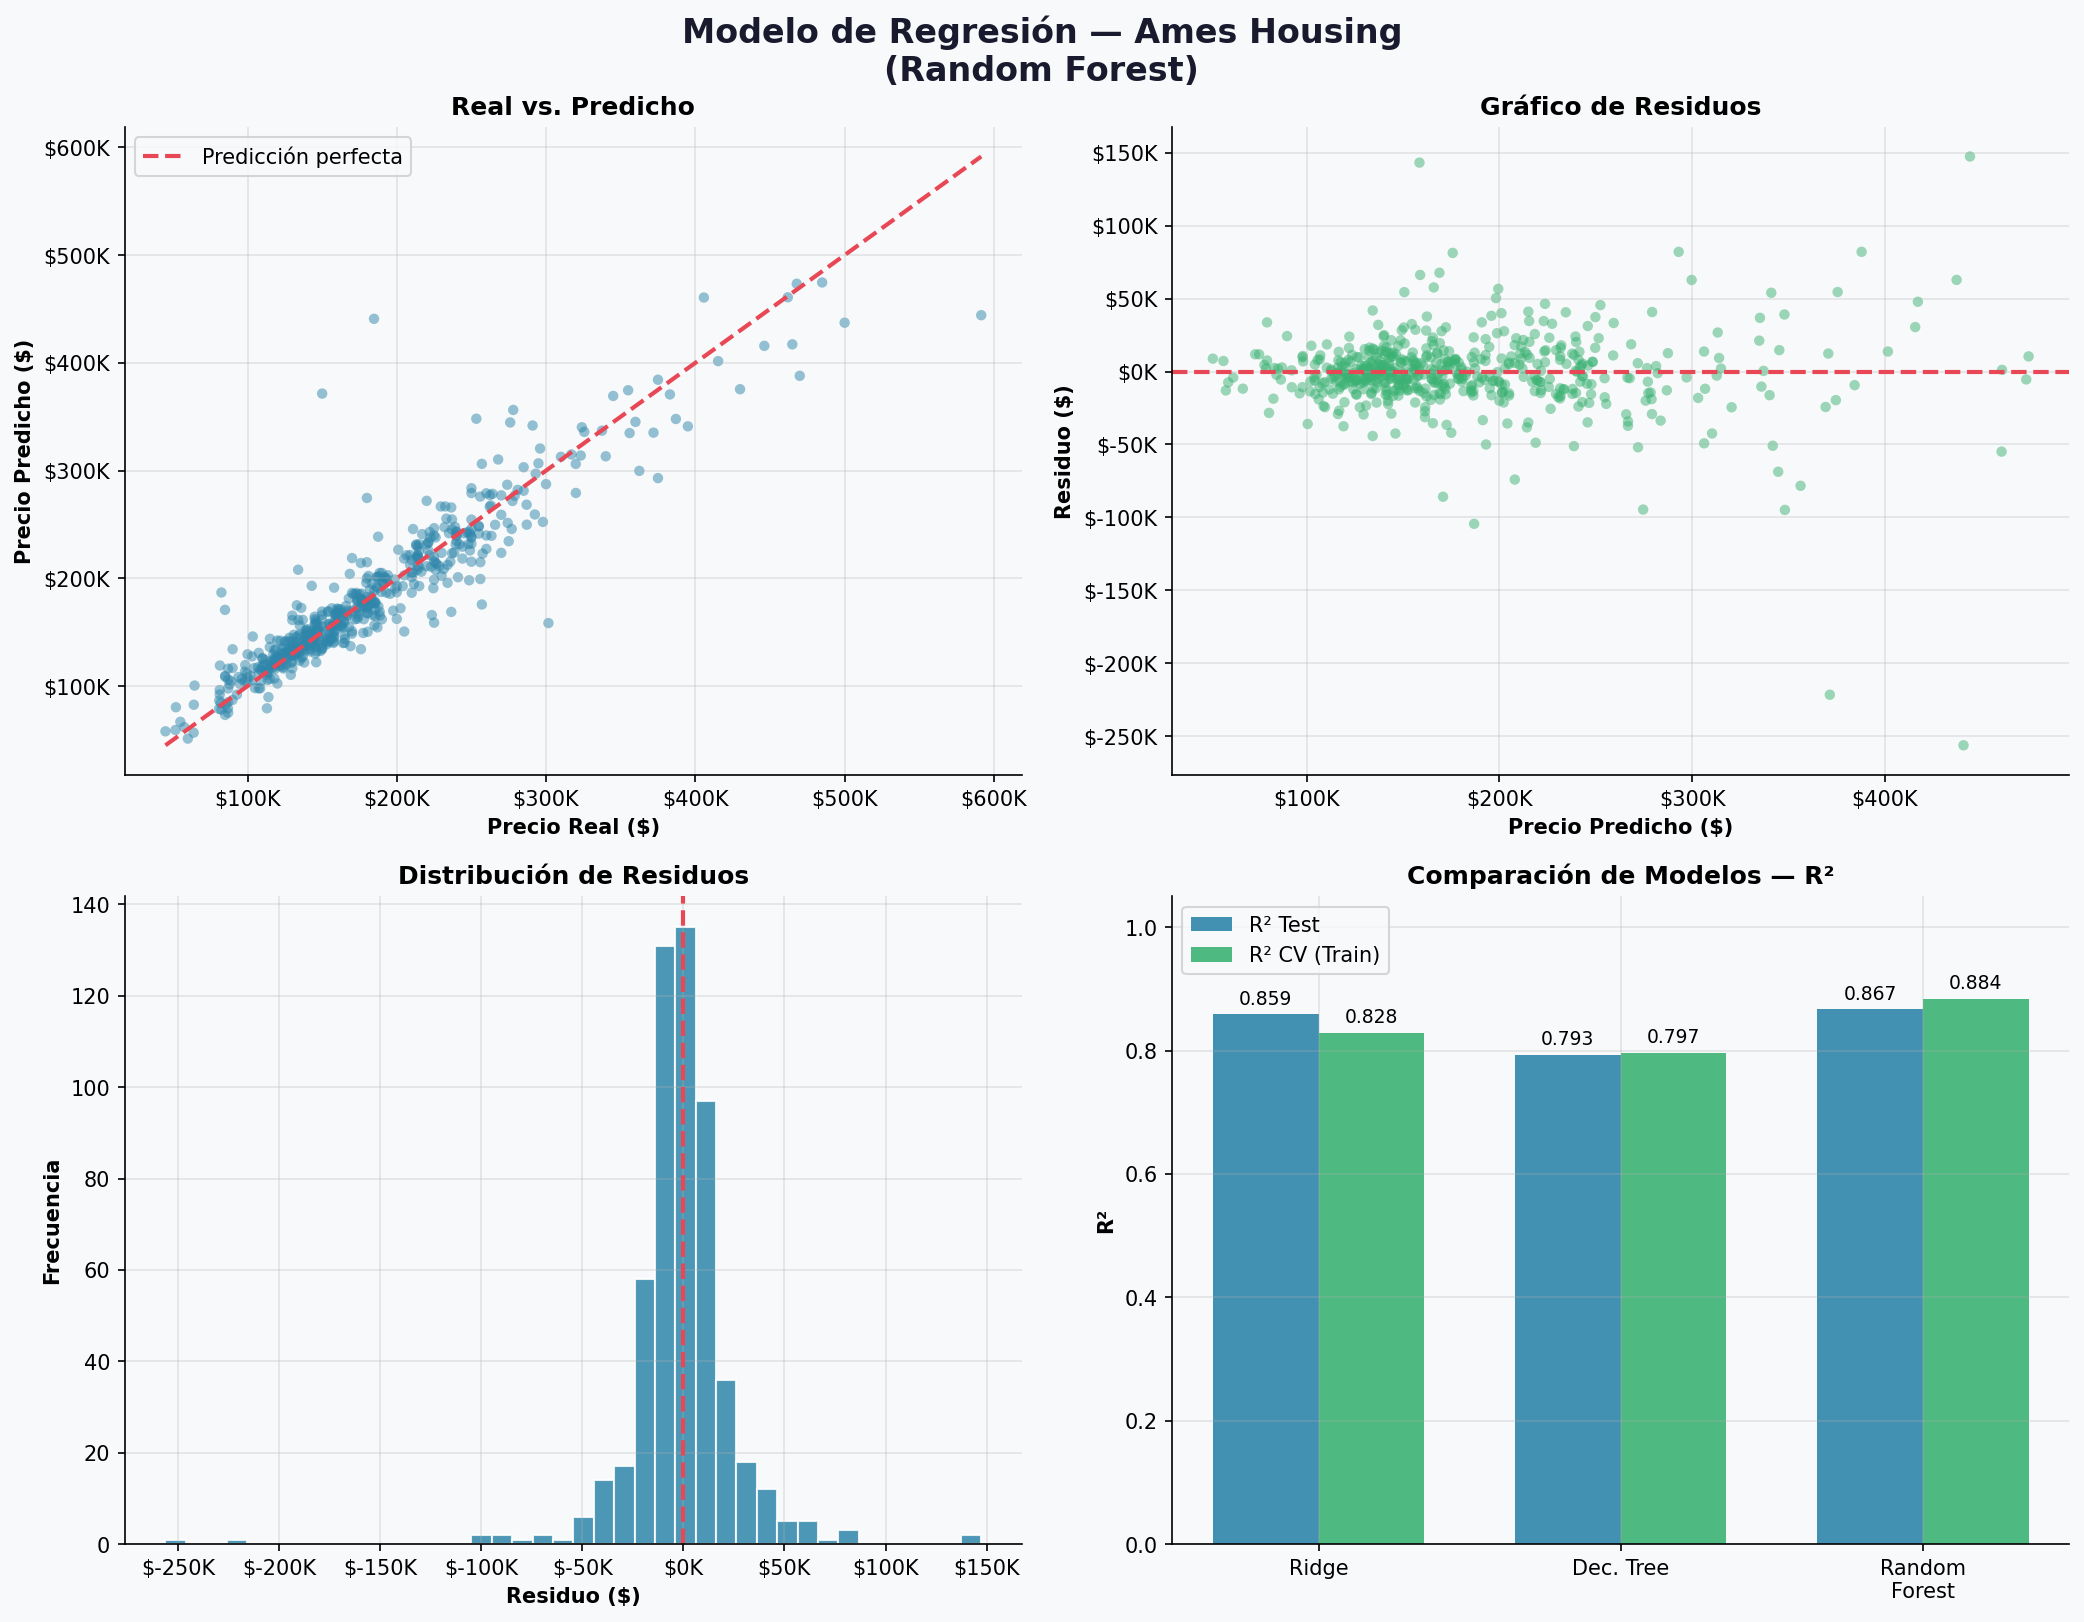 Modelo de Regresión — Ames Housing
(Random Forest)
Real vs. Predicho
Predicción perfecta
$600K
$500K
$400K
$300K
$200K
$100K
Precio Predicho ($)
$100K
$200K
$300K
$400K
$500K
$600K
Precio Real ($)
Gráfico de Residuos
$150K
$100K
$50K
$0K
$-50K
$-100K
$-150K
$-200K
$-250K
Residuo ($)
$100K
$200K
$300K
$400K
Precio Predicho ($)
Distribución de Residuos
140
120
100
80
60
40
20
0
Frecuencia
$-250K
$-200K
$-150K
$-100K
$-50K
$0K
$50K
$100K
$150K
Residuo ($)
Comparación de Modelos — R²
R² Test
R² CV (Train)
1.0
0.8
0.6
0.4
0.2
0.0
R²
0.859
0.828
0.793
0.797
0.867
0.884
Ridge
Dec. Tree
Random
Forest